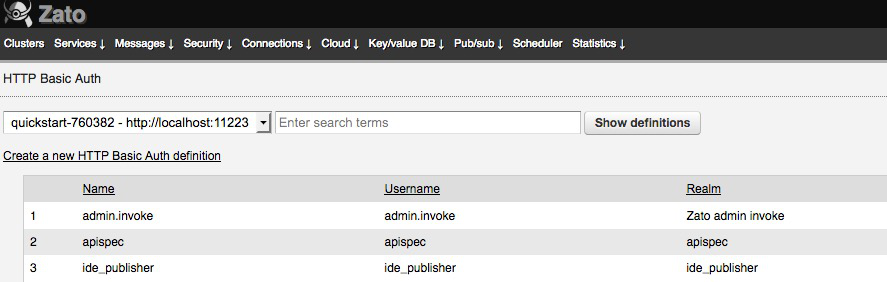 Zato
Clusters Services ↓ Messages ↓ Security ↓ Connections ↓ Cloud ↓ Key/value DB ↓ Pub/sub ↓ Scheduler Statistics ↓
HTTP Basic Auth
quickstart-760382 - http://localhost:11223 Enter search terms Show definitions
Create a new HTTP Basic Auth definition
Name Username Realm
1 admin.invoke admin.invoke Zato admin invoke
2 apispec apispec apispec
3 ide_publisher ide_publisher ide_publisher